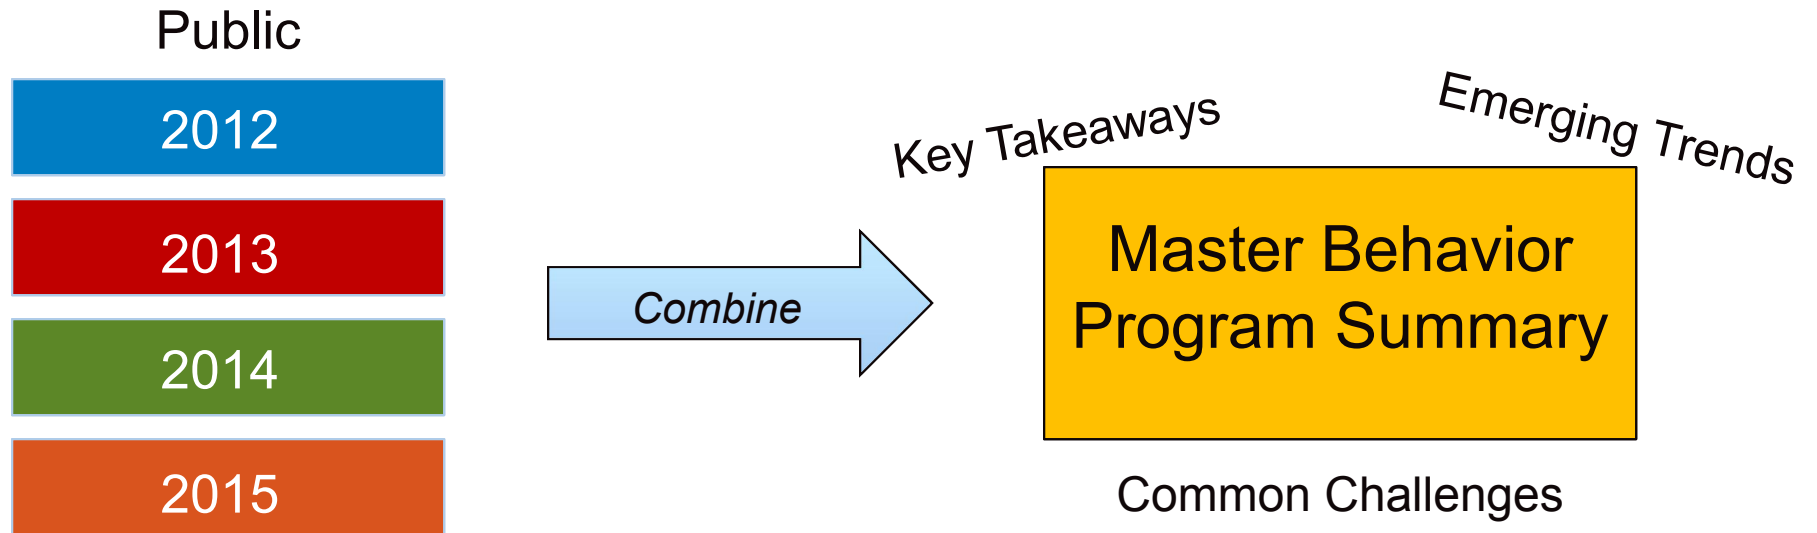 Public
2012
2013
2014
2015
Combine
Key Takeaways
Emerging Trends
Master Behavior
Program Summary
Common Challenges